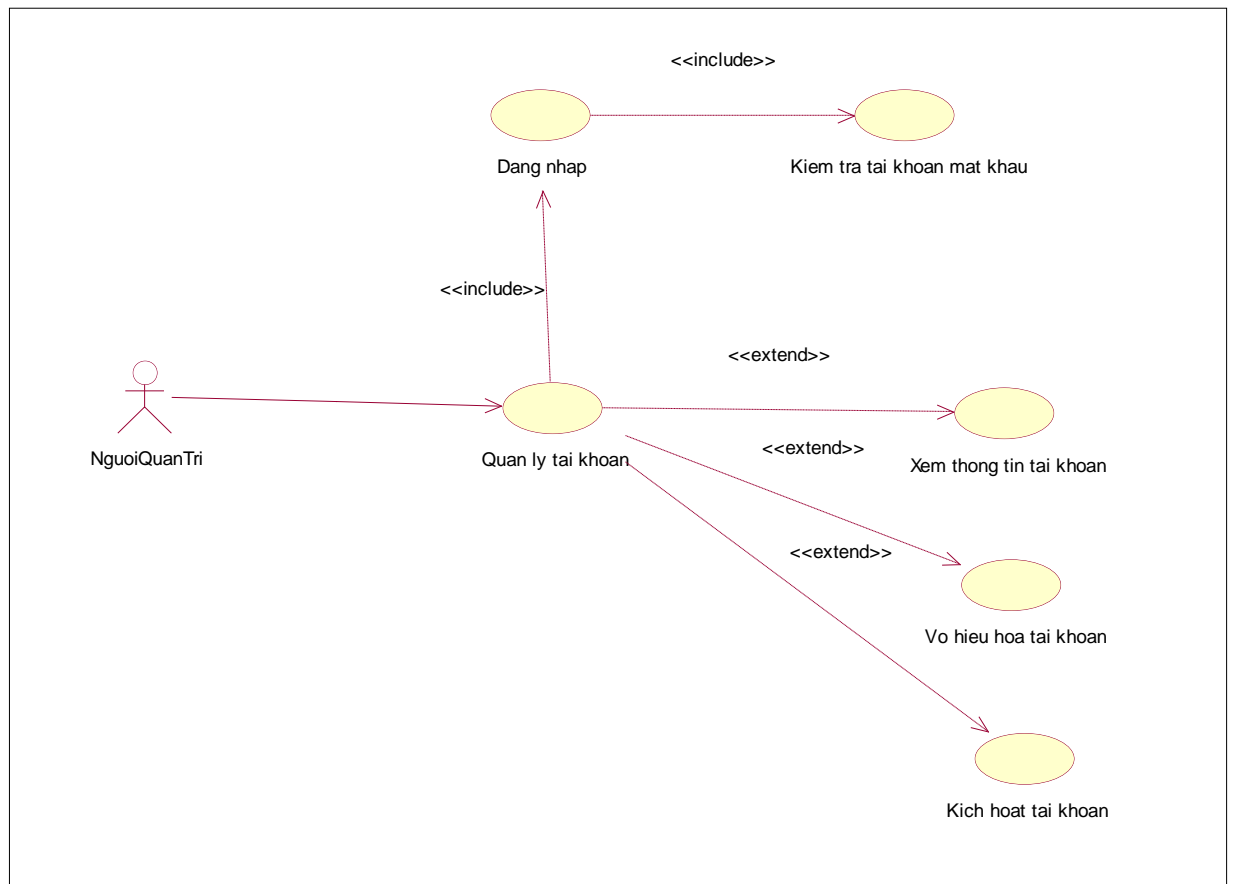 <<include>>
Dang nhap
Kiem tra tai khoan mat khau
<<include>>
<<extend>>
NguoiQuanTri
Quan ly tai khoan
<<extend>>
Xem thong tin tai khoan
<<extend>>
Vo hieu hoa tai khoan
Kich hoat tai khoan